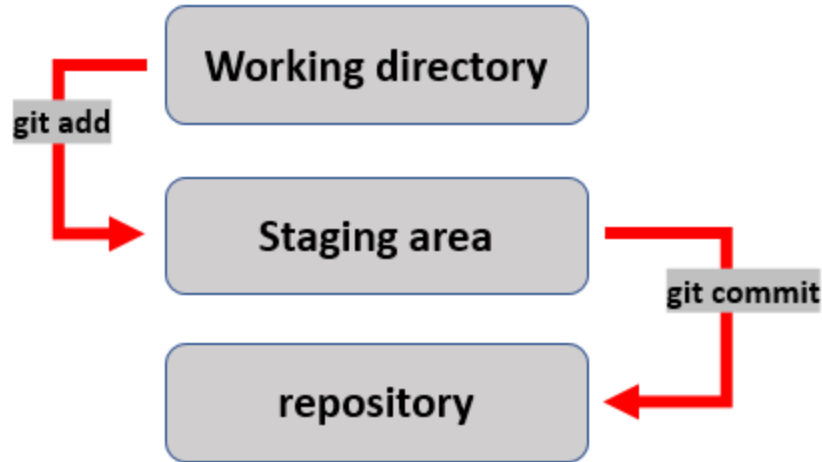 Working directory
git add
Staging area
git commit
repository